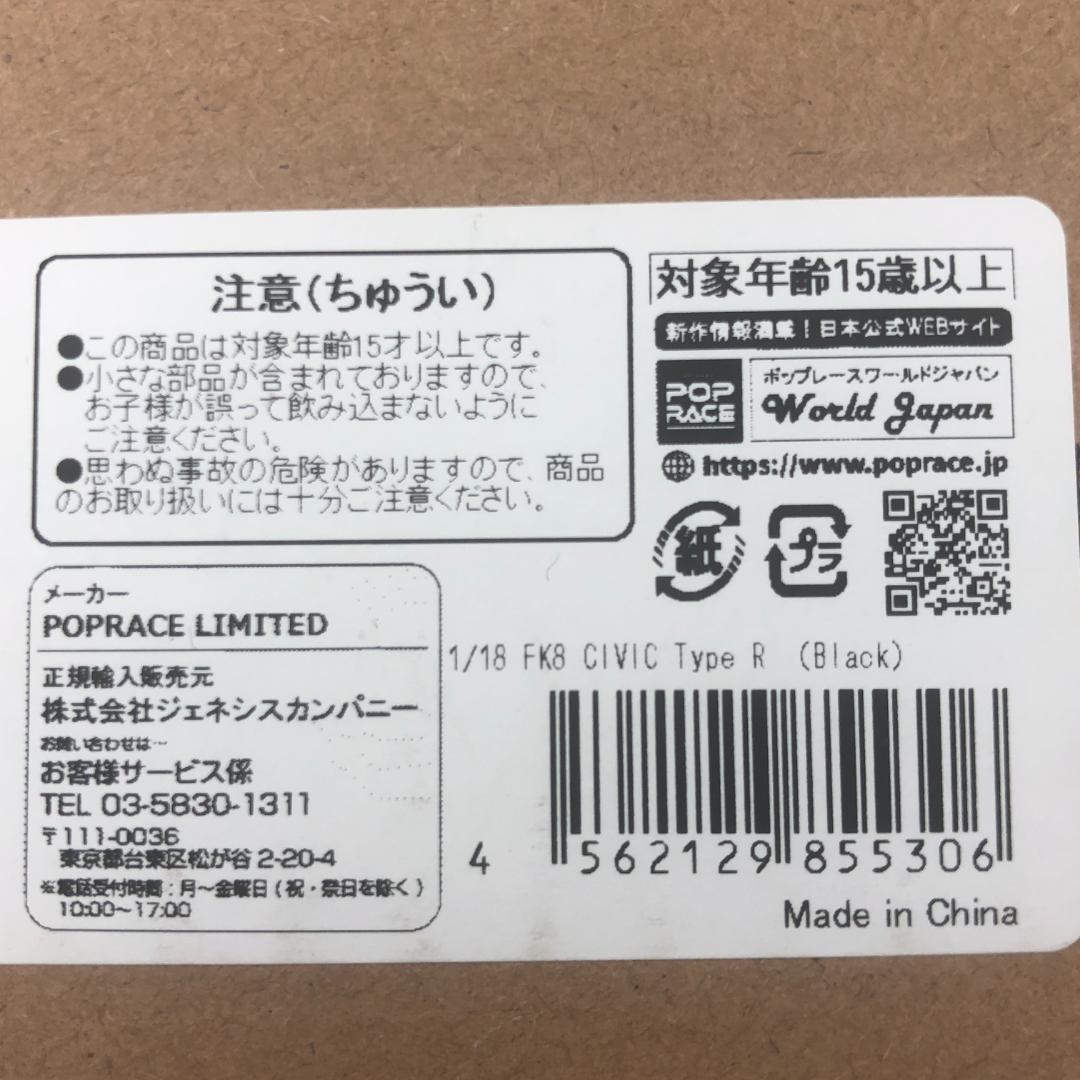 注意(ちゅうい)
●この商品は対象年齢15才以上です。
●小さな部品が含まれておりますので、
お子様が誤って飲み込まないように
ご注意ください。
●思わぬ事故の危険がありますので、商品
のお取り扱いには十分ご注意ください。
対象年齢15歳以上
新作情報満載！日本公式WEBサイト
POP
RACE
ポップレースワールドジャパン
World Japan
https://www.poprace.jp
紙
プラ
メーカー
POPRACE LIMITED
正規輸入販売元
株式会社ジェネシスカンパニー
お問い合わせは…
お客様サービス係
TEL 03-5830-1311
〒111-0036
東京都台東区松が谷 2-20-4
※電話受付時間：月～金曜日(祝・祭日を除く)
10:00～17:00
1/18 FK8 CIVIC Type R (Black)
4 562129 855306
Made in China